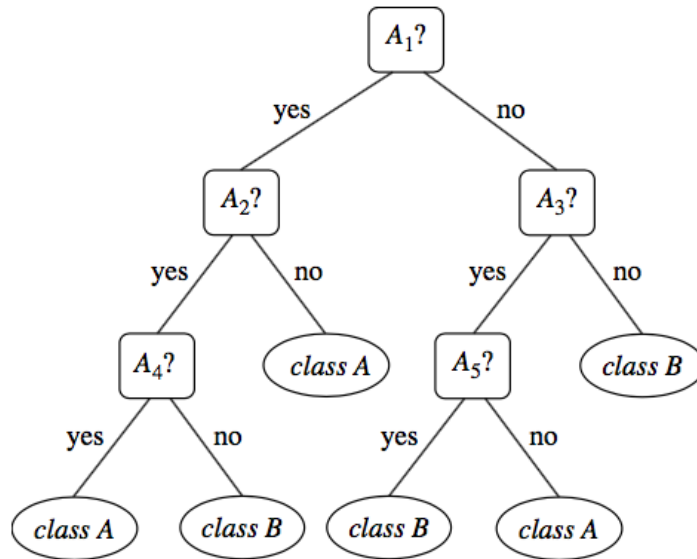 A₁?
yes no
A₂? A₃?
yes no yes no
A₄? class A A₅? class B
yes no yes no
class A class B class B class A